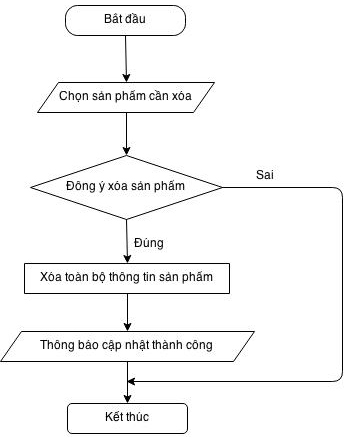 Bắt đầu
Chọn sản phẩm cần xóa
Đông ý xóa sản phẩm
Sai
Đúng
Xóa toàn bộ thông tin sản phẩm
Thông báo cập nhật thành công
Kết thúc